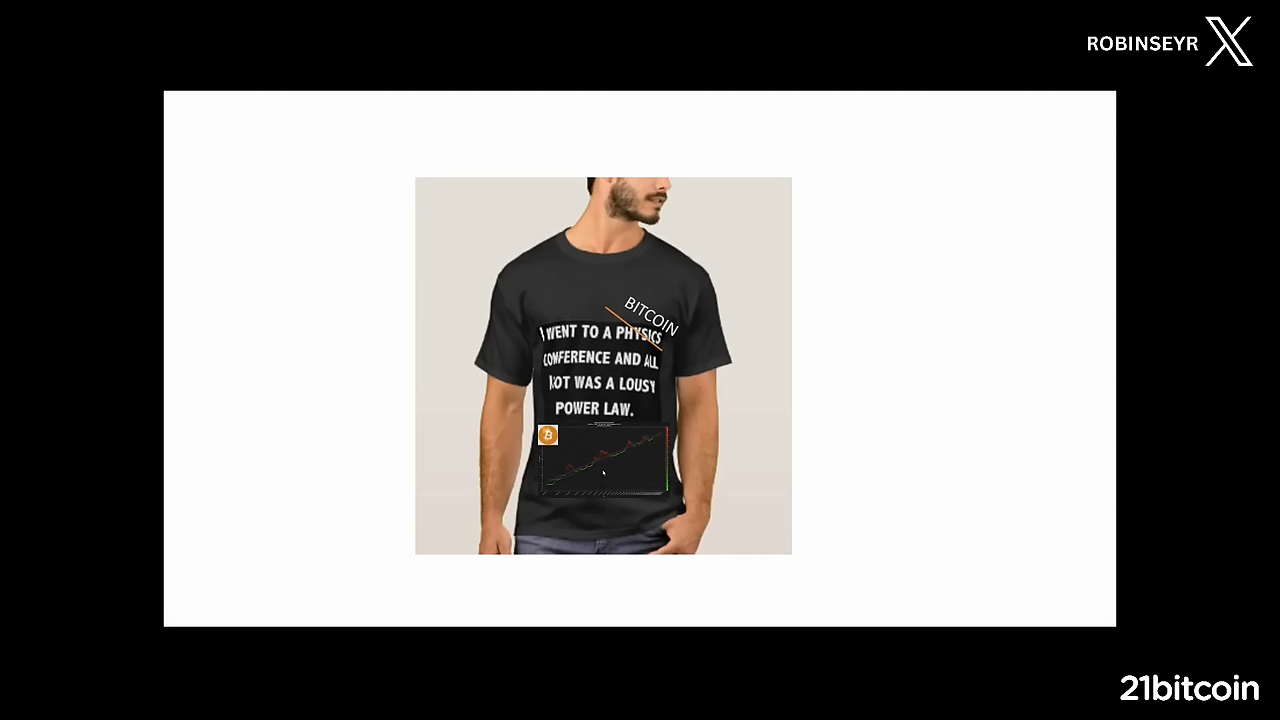 ROBINSEYR
BITCOIN
I WENT TO A PHYSICS
CONFERENCE AND ALL
I GOT WAS A LOUSY
POWER LAW.
21bitcoin